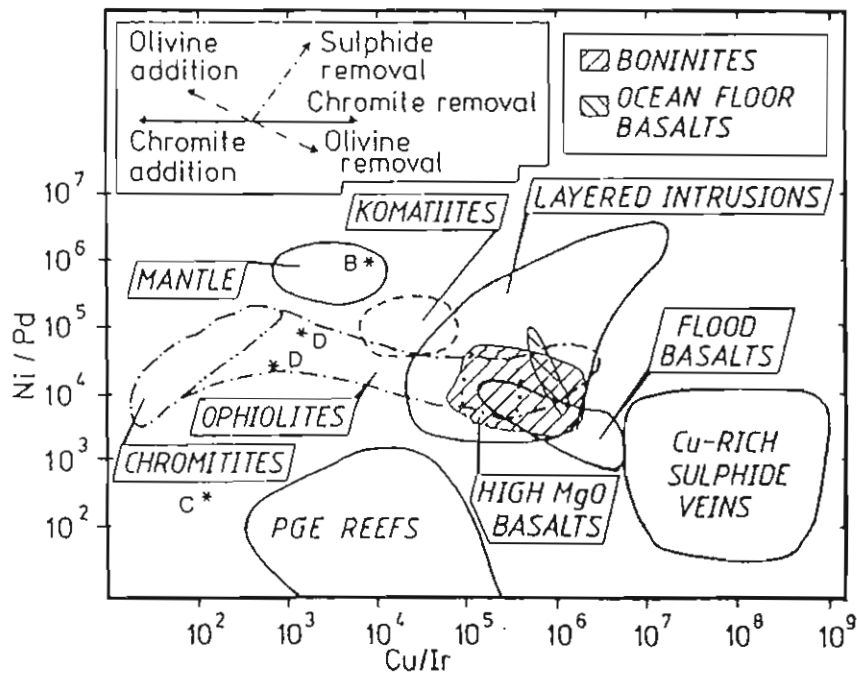 Olivine addition
Sulphide removal
Chromite removal
Chromite addition
Olivine removal
BONINITES
OCEAN FLOOR
BASALTS
10^7
10^6
10^5
10^4
10^3
10^2
Ni / Pd
KOMATIITES
LAYERED INTRUSIONS
MANTLE
B *
* D
* D
FLOOD
BASALTS
OPHIOLITES
CHROMITITES
C *
PGE REEFS
HIGH MgO
BASALTS
Cu-RICH
SULPHIDE
VEINS
10^2
10^3
10^4
10^5
10^6
10^7
10^8
10^9
Cu/Ir